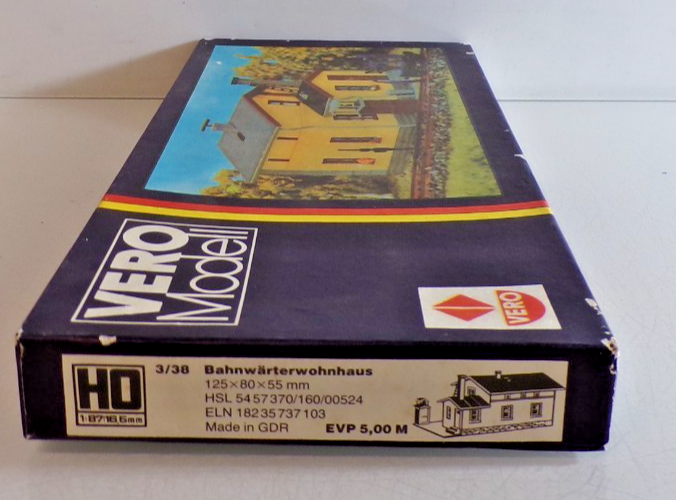 VERO
Modell
VERO
HO
1:87/16,5mm
3/38 Bahnwärterwohnhaus
125×80×55 mm
HSL 5457370/160/00524
ELN 18235737103
Made in GDR EVP 5,00 M